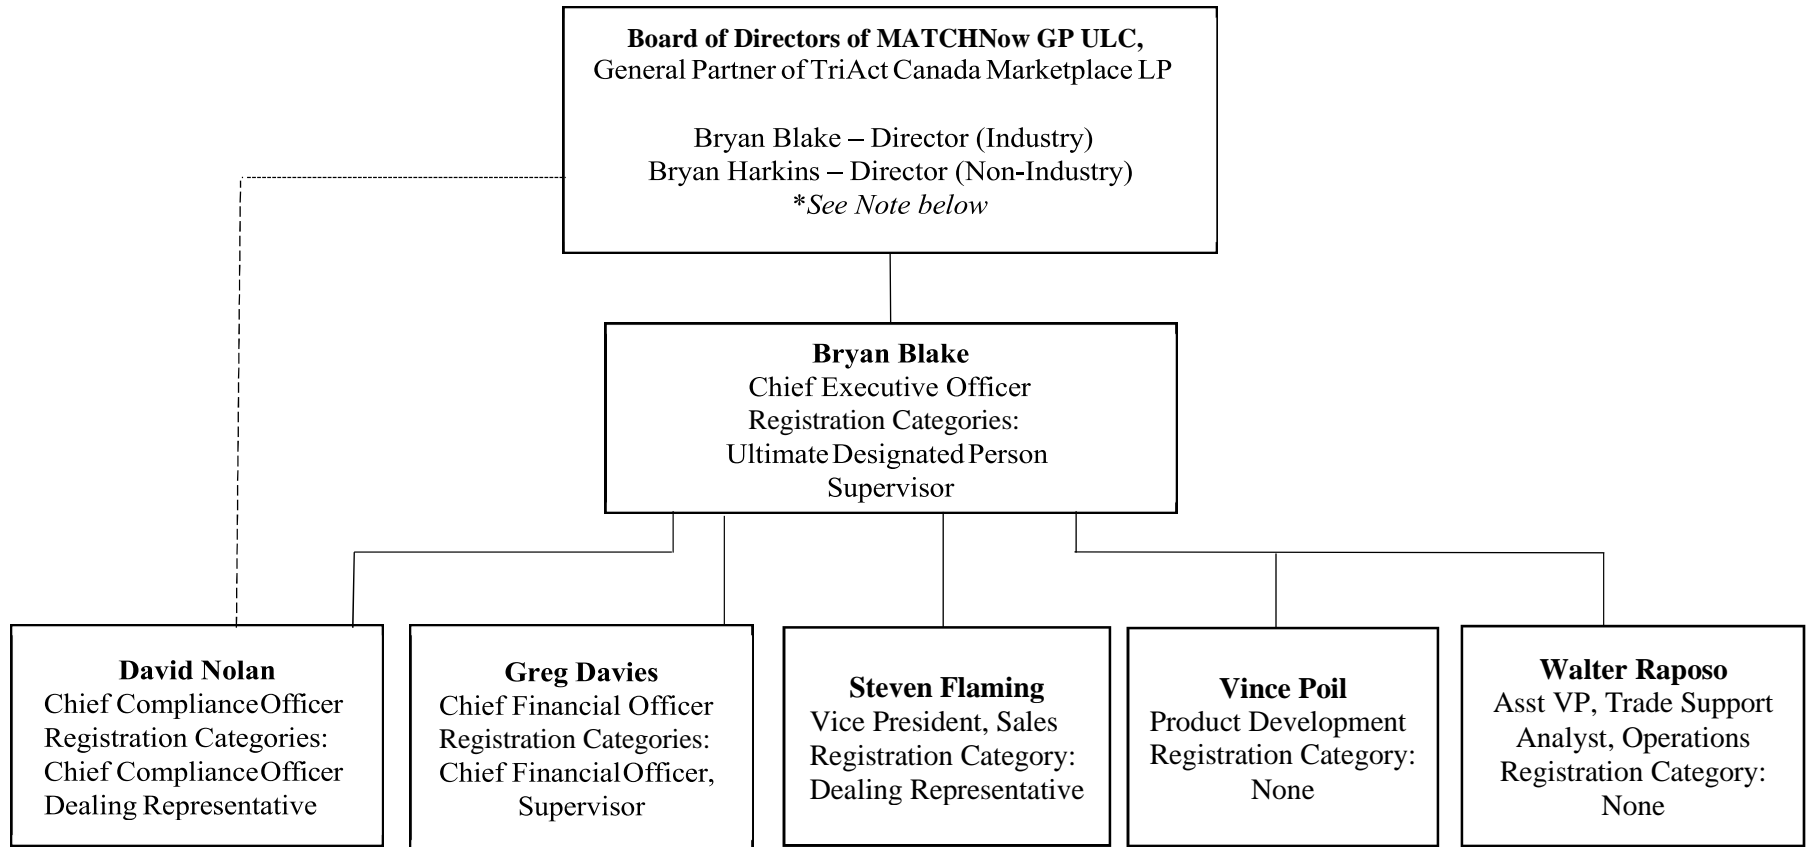 Board of Directors of MATCHNow GP ULC,
General Partner of TriAct Canada Marketplace LP
Bryan Blake – Director (Industry)
Bryan Harkins – Director (Non-Industry)
*See Note below
Bryan Blake
Chief Executive Officer
Registration Categories:
Ultimate Designated Person
Supervisor
David Nolan
Chief Compliance Officer
Registration Categories:
Chief Compliance Officer
Dealing Representative
Greg Davies
Chief Financial Officer
Registration Categories:
Chief Financial Officer,
Supervisor
Steven Flaming
Vice President, Sales
Registration Category:
Dealing Representative
Vince Poil
Product Development
Registration Category:
None
Walter Raposo
Asst VP, Trade Support
Analyst, Operations
Registration Category:
None